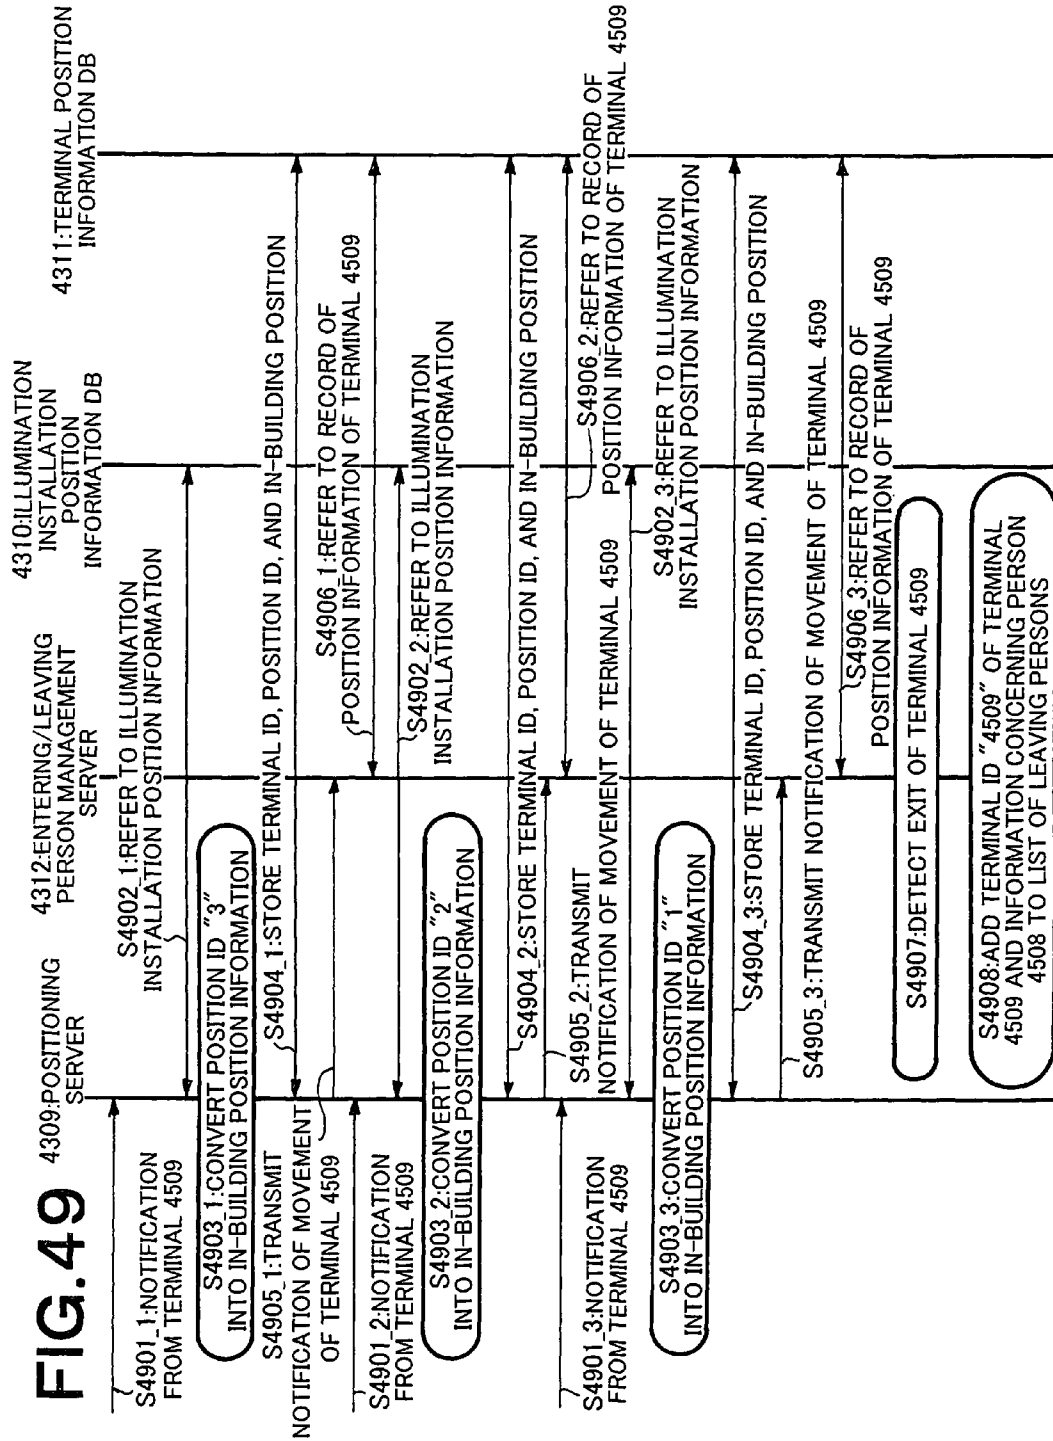 FIG.49
4309:POSITIONING
SERVER
4312:ENTERING/LEAVING
PERSON MANAGEMENT
SERVER
4310:ILLUMINATION
INSTALLATION
POSITION
INFORMATION DB
4311:TERMINAL POSITION
INFORMATION DB
S4901_1:NOTIFICATION
FROM TERMINAL 4509
S4902_1:REFER TO ILLUMINATION
INSTALLATION POSITION INFORMATION
S4903_1:CONVERT POSITION ID "3"
INTO IN-BUILDING POSITION INFORMATION
S4904_1:STORE TERMINAL ID, POSITION ID, AND IN-BUILDING POSITION
S4905_1:TRANSMIT
NOTIFICATION OF MOVEMENT
OF TERMINAL 4509
S4906_1:REFER TO RECORD OF
POSITION INFORMATION OF TERMINAL 4509
S4901_2:NOTIFICATION
FROM TERMINAL 4509
S4902_2:REFER TO ILLUMINATION
INSTALLATION POSITION INFORMATION
S4903_2:CONVERT POSITION ID "2"
INTO IN-BUILDING POSITION INFORMATION
S4904_2:STORE TERMINAL ID, POSITION ID, AND IN-BUILDING POSITION
S4905_2:TRANSMIT
NOTIFICATION OF MOVEMENT OF TERMINAL 4509
S4906_2:REFER TO RECORD OF
POSITION INFORMATION OF TERMINAL 4509
S4901_3:NOTIFICATION
FROM TERMINAL 4509
S4902_3:REFER TO ILLUMINATION
INSTALLATION POSITION INFORMATION
S4903_3:CONVERT POSITION ID "1"
INTO IN-BUILDING POSITION INFORMATION
S4904_3:STORE TERMINAL ID, POSITION ID, AND IN-BUILDING POSITION
S4905_3:TRANSMIT NOTIFICATION OF MOVEMENT OF TERMINAL 4509
S4906_3:REFER TO RECORD OF
POSITION INFORMATION OF TERMINAL 4509
S4907:DETECT EXIT OF TERMINAL 4509
S4908:ADD TERMINAL ID "4509" OF TERMINAL
4509 AND INFORMATION CONCERNING PERSON
4508 TO LIST OF LEAVING PERSONS